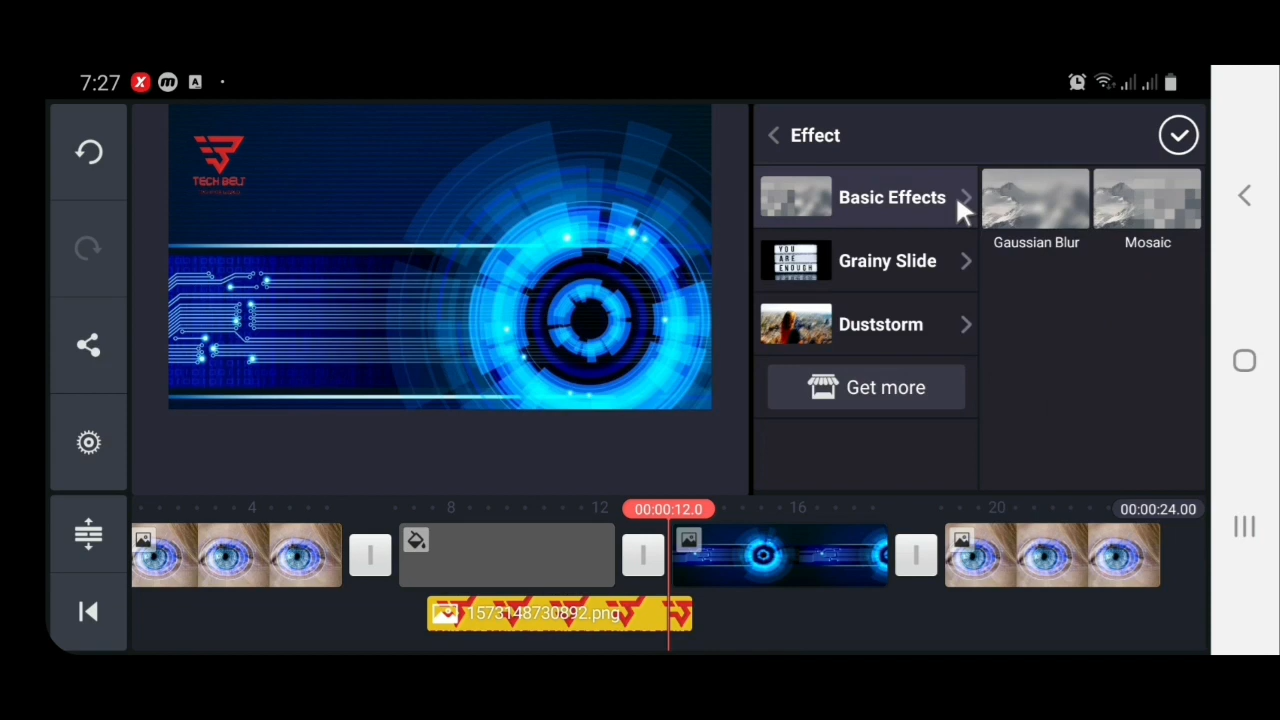 7:27
TECH BELT
Effect
Basic Effects
Gaussian Blur
Mosaic
YOU
ARE
ENOUGH
Grainy Slide
Duststorm
Get more
4
8
12
00:00:12.0
16
20
00:00:24.00
1573148730892.png